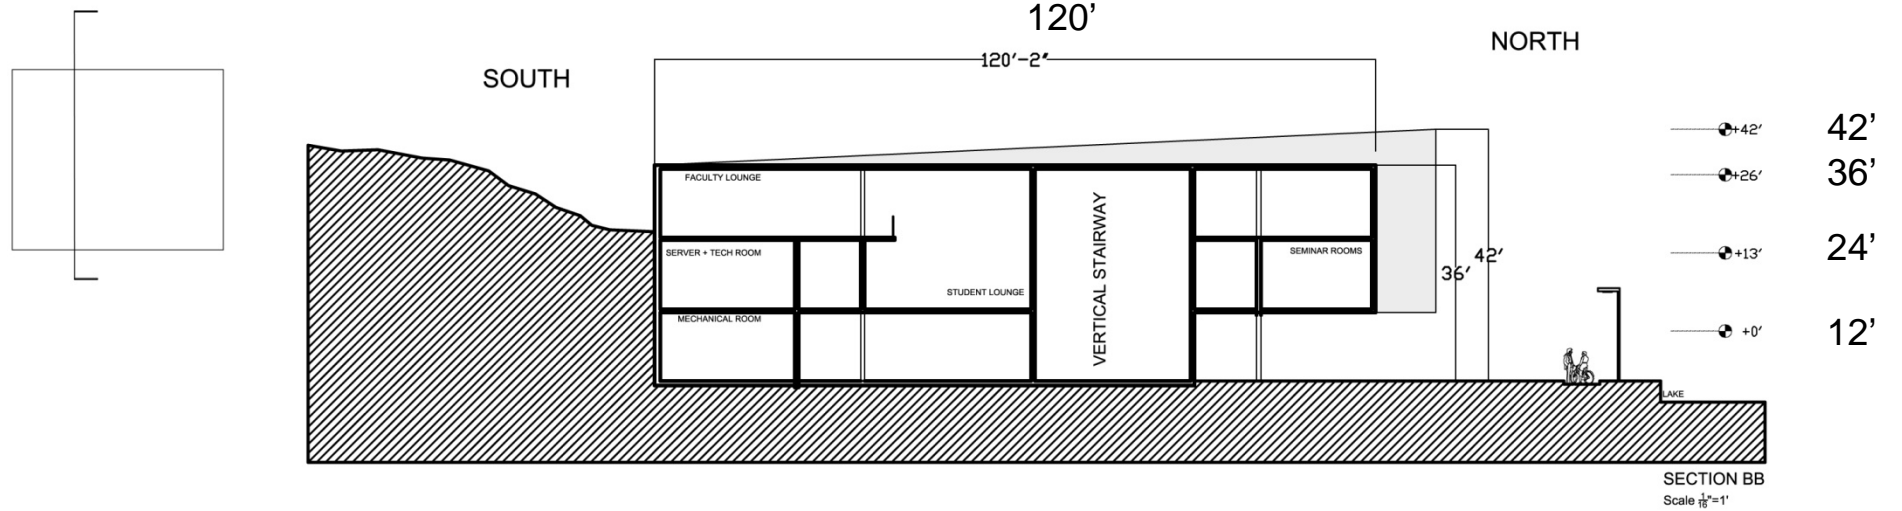 120’
NORTH
120′-2″
SOUTH
+42′ 42’
+26′ 36’
FACULTY LOUNGE
VERTICAL STAIRWAY
SERVER + TECH ROOM
SEMINAR ROOMS
+13′ 24’
42′
36′
STUDENT LOUNGE
MECHANICAL ROOM
+0′ 12’
LAKE
SECTION BB
Scale 1/16"=1'